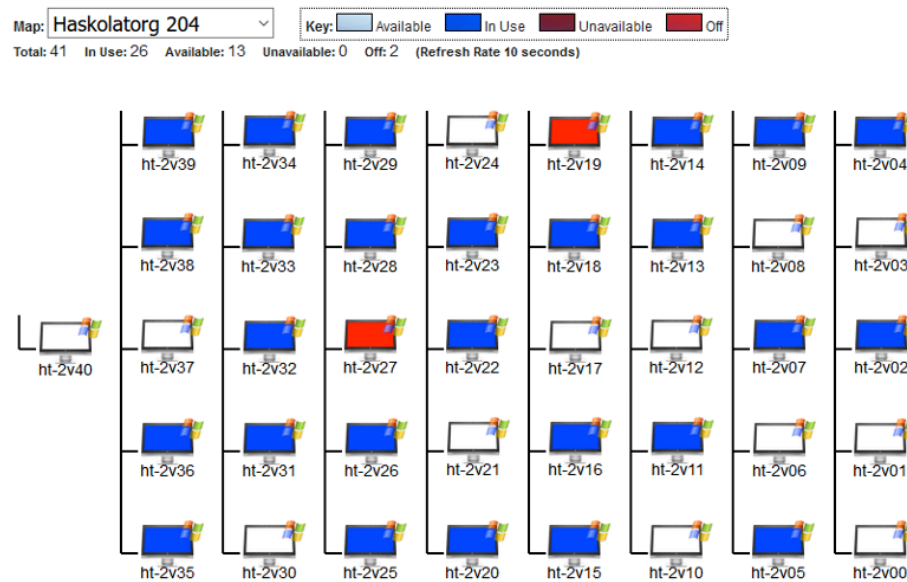 Map: Haskolatorg 204 Key: Available In Use Unavailable Off
Total: 41 In Use: 26 Available: 13 Unavailable: 0 Off: 2 (Refresh Rate 10 seconds)
ht-2v39 ht-2v34 ht-2v29 ht-2v24 ht-2v19 ht-2v14 ht-2v09 ht-2v04
ht-2v38 ht-2v33 ht-2v28 ht-2v23 ht-2v18 ht-2v13 ht-2v08 ht-2v03
ht-2v40 ht-2v37 ht-2v32 ht-2v27 ht-2v22 ht-2v17 ht-2v12 ht-2v07 ht-2v02
ht-2v36 ht-2v31 ht-2v26 ht-2v21 ht-2v16 ht-2v11 ht-2v06 ht-2v01
ht-2v35 ht-2v30 ht-2v25 ht-2v20 ht-2v15 ht-2v10 ht-2v05 ht-2v00